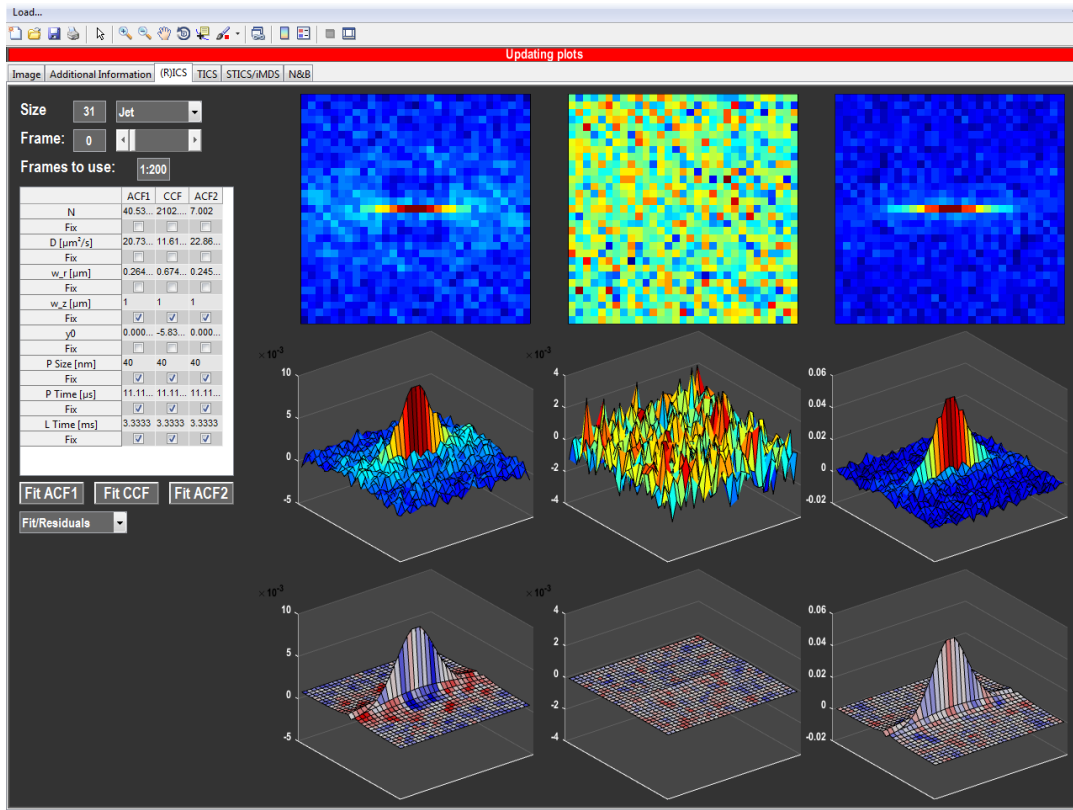 Load...
Updating plots
Image Additional Information (R)ICS TICS STICS/iMDS N&B
Size 31 Jet
Frame: 0
Frames to use: 1:200
ACF1 CCF ACF2
N 40.53... 2102.... 7.002
Fix
D [µm²/s] 20.73... 11.61... 22.86...
Fix
w_r [µm] 0.264... 0.674... 0.245...
Fix
w_z [µm] 1 1 1
Fix
y0 0.000... -5.83... 0.000...
Fix
P Size [nm] 40 40 40
Fix
P Time [µs] 11.11... 11.11... 11.11...
Fix
L Time [ms] 3.3333 3.3333 3.3333
Fix
Fit ACF1 Fit CCF Fit ACF2
Fit/Residuals
× 10⁻³
10
5
0
-5
× 10⁻³
4
2
0
-2
-4
0.06
0.04
0.02
0
-0.02
× 10⁻³
10
5
0
-5
× 10⁻³
4
2
0
-2
-4
0.06
0.04
0.02
0
-0.02